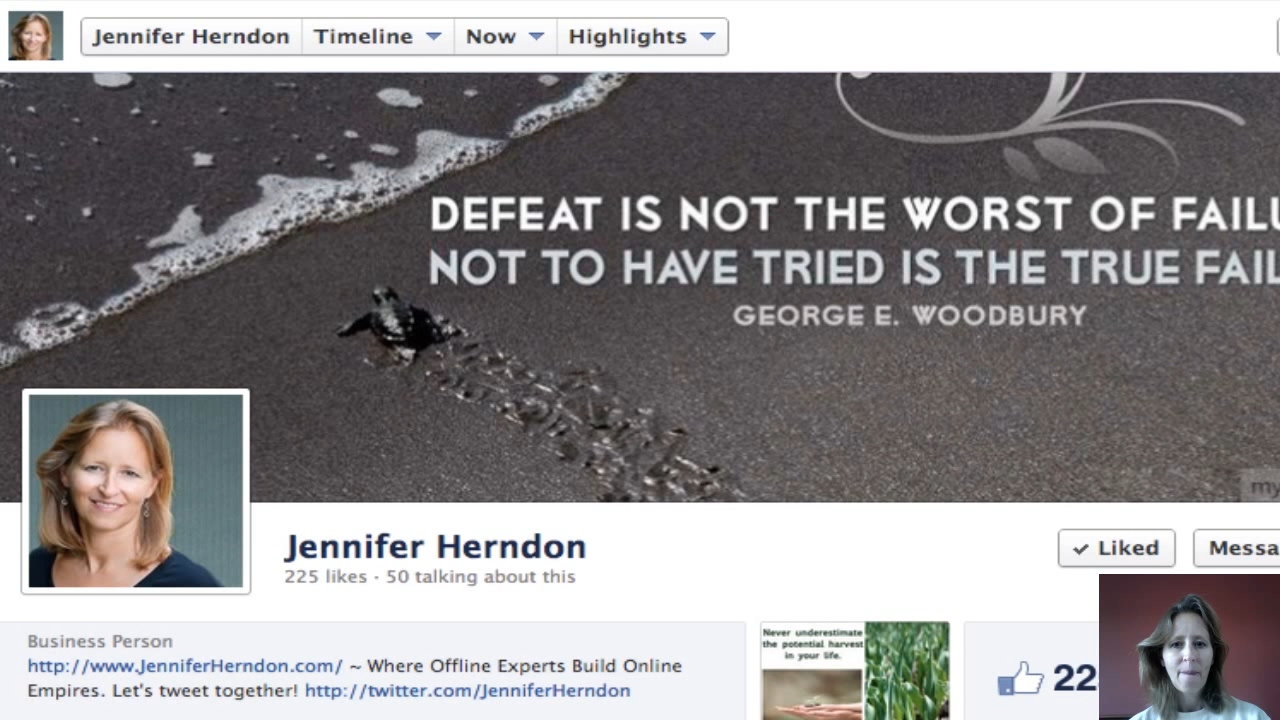 Jennifer Herndon Timeline Now Highlights
DEFEAT IS NOT THE WORST OF
NOT TO HAVE TRIED IS THE TRUE
GEORGE E. WOODBURY
my
Jennifer Herndon
225 likes · 50 talking about this
Liked
Business Person
http://www.JenniferHerndon.com/ ~ Where Offline Experts Build Online
Empires. Let's tweet together! http://twitter.com/JenniferHerndon
Never underestimate
the potential harvest
in your life.
22